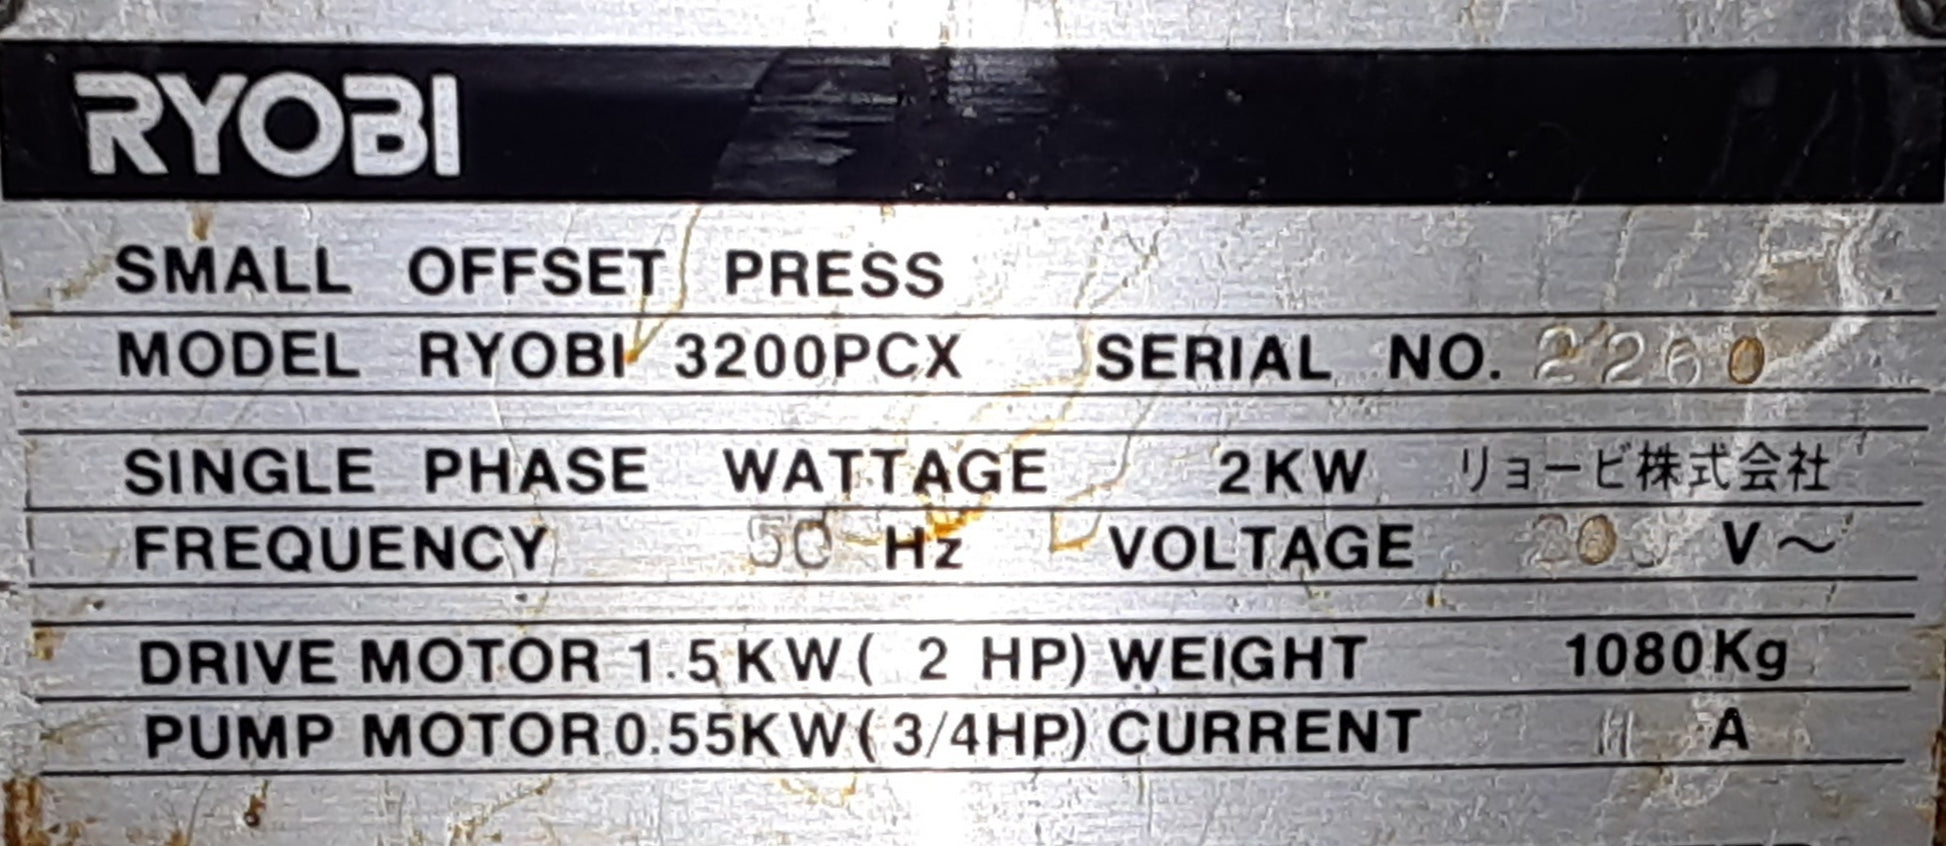 RYOBI
SMALL OFFSET PRESS
MODEL RYOBI 3200PCX SERIAL NO. 2260
SINGLE PHASE WATTAGE 2KW リョービ株式会社
FREQUENCY 50 Hz VOLTAGE 200 V~
DRIVE MOTOR 1.5KW( 2 HP) WEIGHT 1080Kg
PUMP MOTOR 0.55KW(3/4HP) CURRENT 11 A